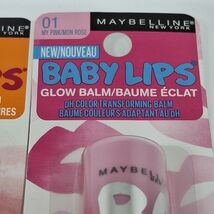 01
MY PINK/MON ROSE
MAYBELLINE
NEW YORK
NEW/NOUVEAU
BABY LIPS
GLOW BALM/BAUME ÉCLAT
pH COLOR TRANSFORMING BALM
BAUME COULEURS ADAPTANT AU pH
MAYBELLINE
IPS